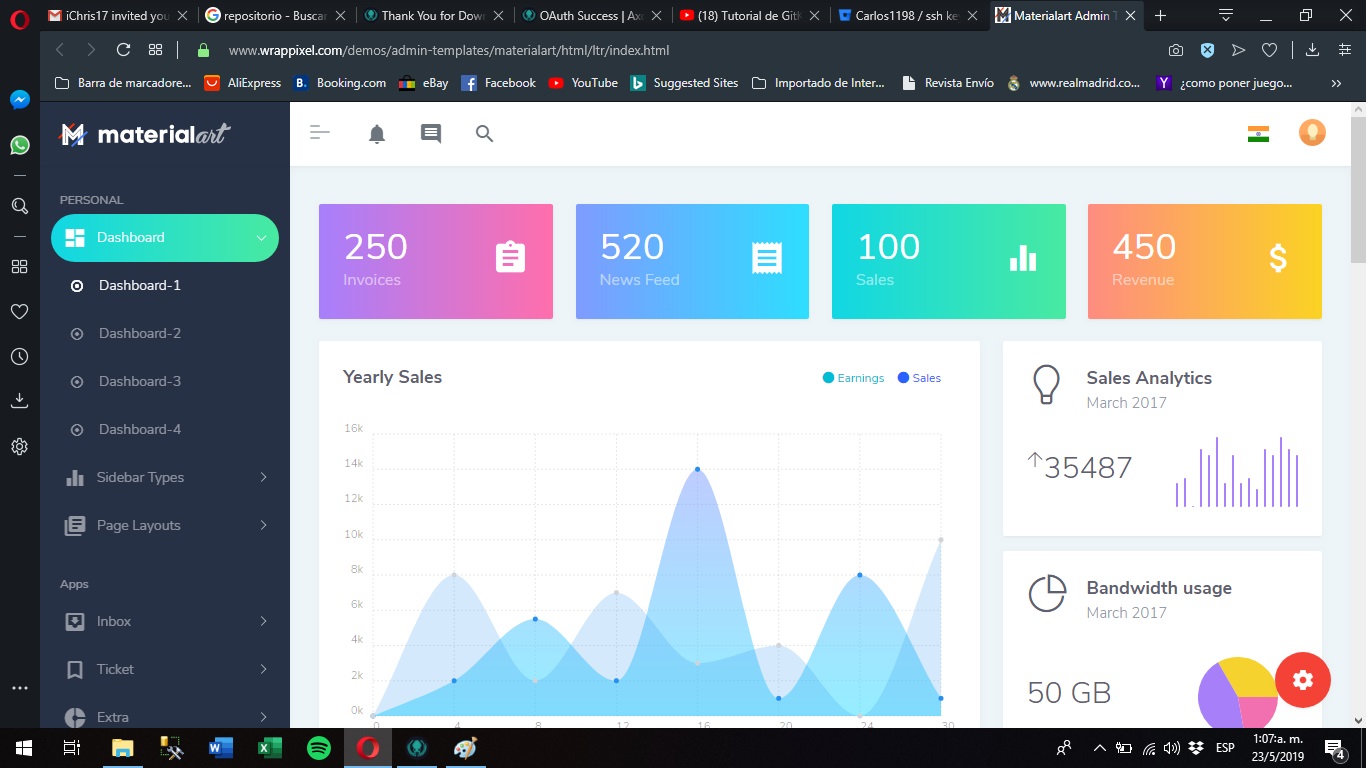 iChris17 invited you
repositorio - Buscar
Thank You for Down
OAuth Success | Axo
(18) Tutorial de GitK
Carlos1198 / ssh ke
Materialart Admin T
www.wrappixel.com/demos/admin-templates/materialart/html/ltr/index.html
Barra de marcadore...
AliExpress
B. Booking.com
eBay
Facebook
YouTube
Suggested Sites
Importado de Inter...
Revista Envío
www.realmadrid.co...
Y ¿como poner juego...
materialart
PERSONAL
Dashboard
Dashboard-1
Dashboard-2
Dashboard-3
Dashboard-4
Sidebar Types
Page Layouts
Apps
Inbox
Ticket
Extra
250
Invoices
520
News Feed
100
Sales
450
Revenue
Yearly Sales
Earnings Sales
16k
14k
12k
10k
8k
6k
4k
2k
0k
0 4 8 12 16 20 24 30
Sales Analytics
March 2017
35487
Bandwidth usage
March 2017
50 GB
ESP
1:07:a. m.
23/5/2019
4